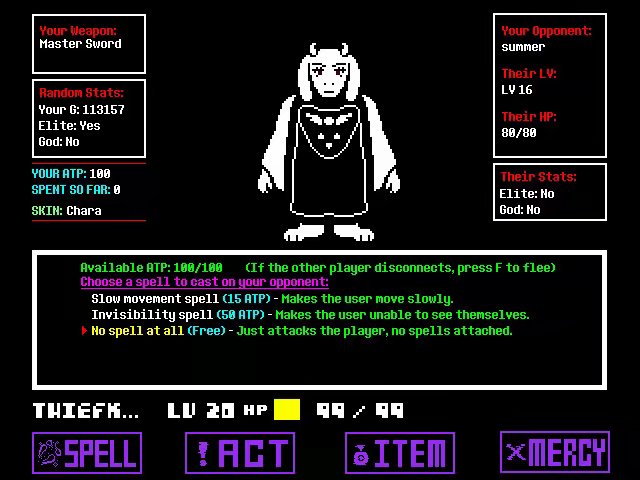 Your Weapon:
Master Sword
Random Stats:
Your G: 113157
Elite: Yes
God: No
YOUR ATP: 100
SPENT SO FAR: 0
SKIN: Chara
Your Opponent:
summer
Their LV:
LV 16
Their HP:
80/80
Their Stats:
Elite: No
God: No
Available ATP: 100/100 (If the other player disconnects, press F to flee)
Choose a spell to cast on your opponent:
Slow movement spell (15 ATP) - Makes the user move slowly.
Invisibility spell (50 ATP) - Makes the user unable to see themselves.
No spell at all (Free) - Just attacks the player, no spells attached.
THIEFK... LV 20 HP 99 / 99
SPELL ACT ITEM MERCY